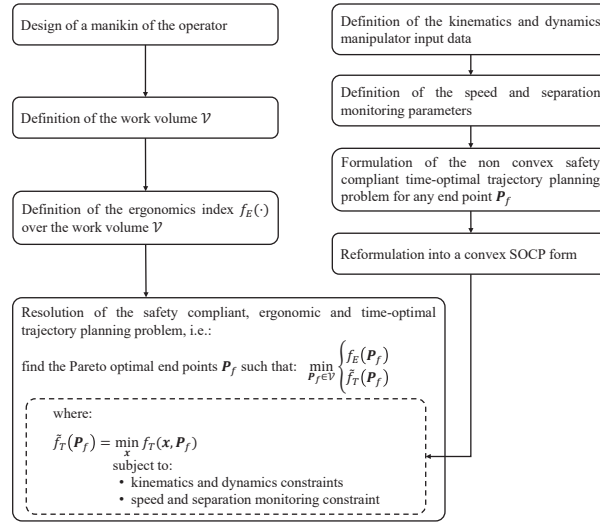 Design of a manikin of the operator
Definition of the work volume 𝒱
Definition of the ergonomics index f_E(·)
over the work volume 𝒱
Definition of the kinematics and dynamics
manipulator input data
Definition of the speed and separation
monitoring parameters
Formulation of the non convex safety
compliant time-optimal trajectory planning
problem for any end point P_f
Reformulation into a convex SOCP form
Resolution of the safety compliant, ergonomic and time-optimal
trajectory planning problem, i.e.:
find the Pareto optimal end points P_f such that: min_{P_f∈𝒱} { f_E(P_f)
f̃_T(P_f)
where:
f̃_T(P_f) = min_x f_T(x, P_f)
subject to:
• kinematics and dynamics constraints
• speed and separation monitoring constraint